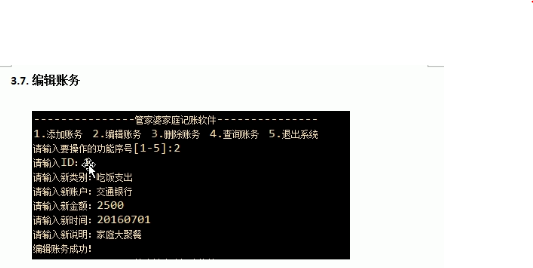 3.7. 编辑账务
---------------管家婆家庭记账软件---------------
1.添加账务 2.编辑账务 3.删除账务 4.查询账务 5.退出系统
请输入要操作的功能序号[1-5]:2
请输入ID:
请输入新类别: 吃饭支出
请输入新账户: 交通银行
请输入新金额: 2500
请输入新时间: 20160701
请输入新说明: 家庭大聚餐
编辑账务成功!